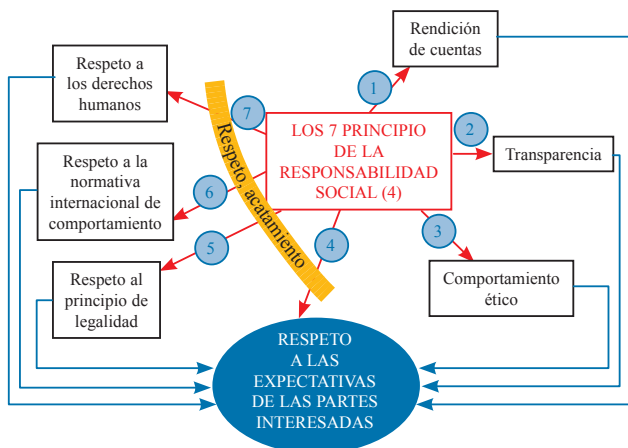 Rendición
de cuentas
Respeto a
los derechos
humanos
1
7
LOS 7 PRINCIPIO
DE LA
RESPONSABILIDAD
SOCIAL (4)
2
Transparencia
Respeto, acatamiento
Respeto a la
normativa
internacional de
comportamiento
6
5
4
3
Respeto al
principio de
legalidad
Comportamiento
ético
RESPETO
A LAS
EXPECTATIVAS
DE LAS PARTES
INTERESADAS